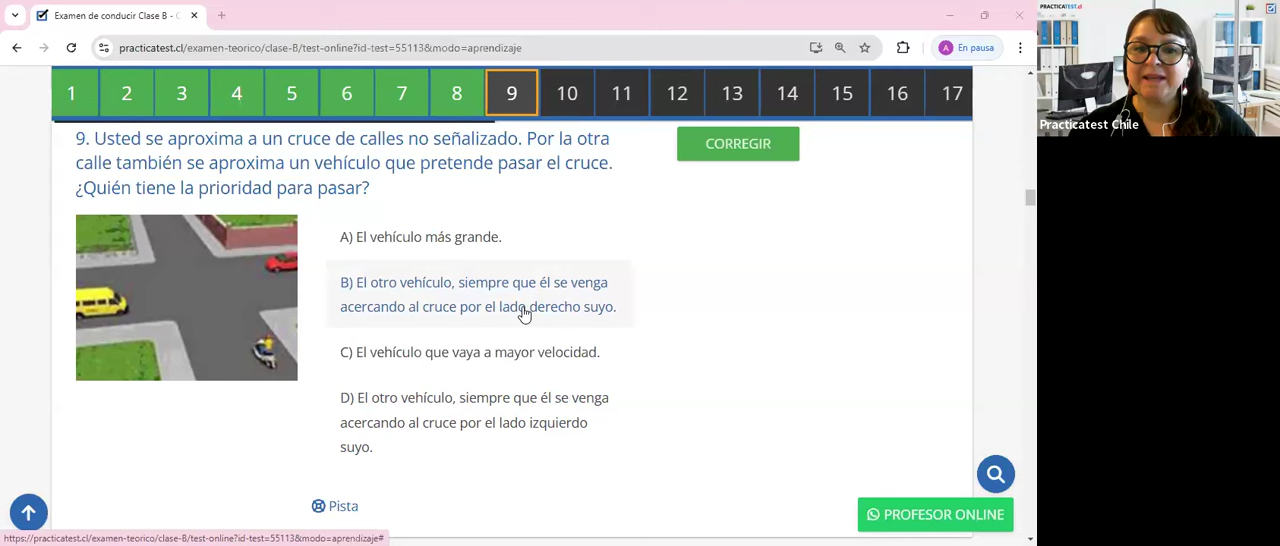 Examen de conducir Clase B - C
practicatest.cl/examen-teorico/clase-B/test-online?id-test=55113&modo=aprendizaje
A
En pausa
PRACTICATEST.cl
Practicatest Chile
1 2 3 4 5 6 7 8 9 10 11 12 13 14 15 16 17
9. Usted se aproxima a un cruce de calles no señalizado. Por la otra
calle también se aproxima un vehículo que pretende pasar el cruce.
¿Quién tiene la prioridad para pasar?
CORREGIR
A) El vehículo más grande.
B) El otro vehículo, siempre que él se venga
acercando al cruce por el lado derecho suyo.
C) El vehículo que vaya a mayor velocidad.
D) El otro vehículo, siempre que él se venga
acercando al cruce por el lado izquierdo
suyo.
Pista
PROFESOR ONLINE
https://practicatest.cl/examen-teorico/clase-B/test-online?id-test=55113&modo=aprendizaje#